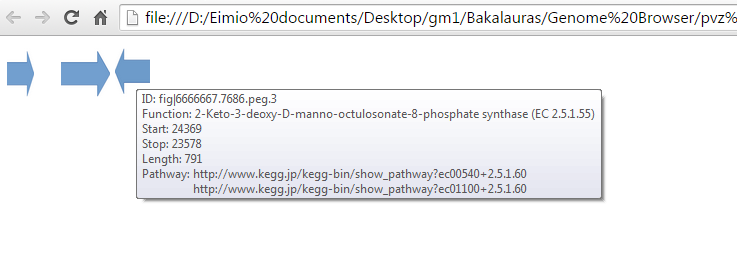 file:///D:/Eimio%20documents/Desktop/gm1/Bakalauras/Genome%20Browser/pvz%
ID: fig|6666667.7686.peg.3
Function: 2-Keto-3-deoxy-D-manno-octulosonate-8-phosphate synthase (EC 2.5.1.55)
Start: 24369
Stop: 23578
Length: 791
Pathway: http://www.kegg.jp/kegg-bin/show_pathway?ec00540+2.5.1.60
http://www.kegg.jp/kegg-bin/show_pathway?ec01100+2.5.1.60